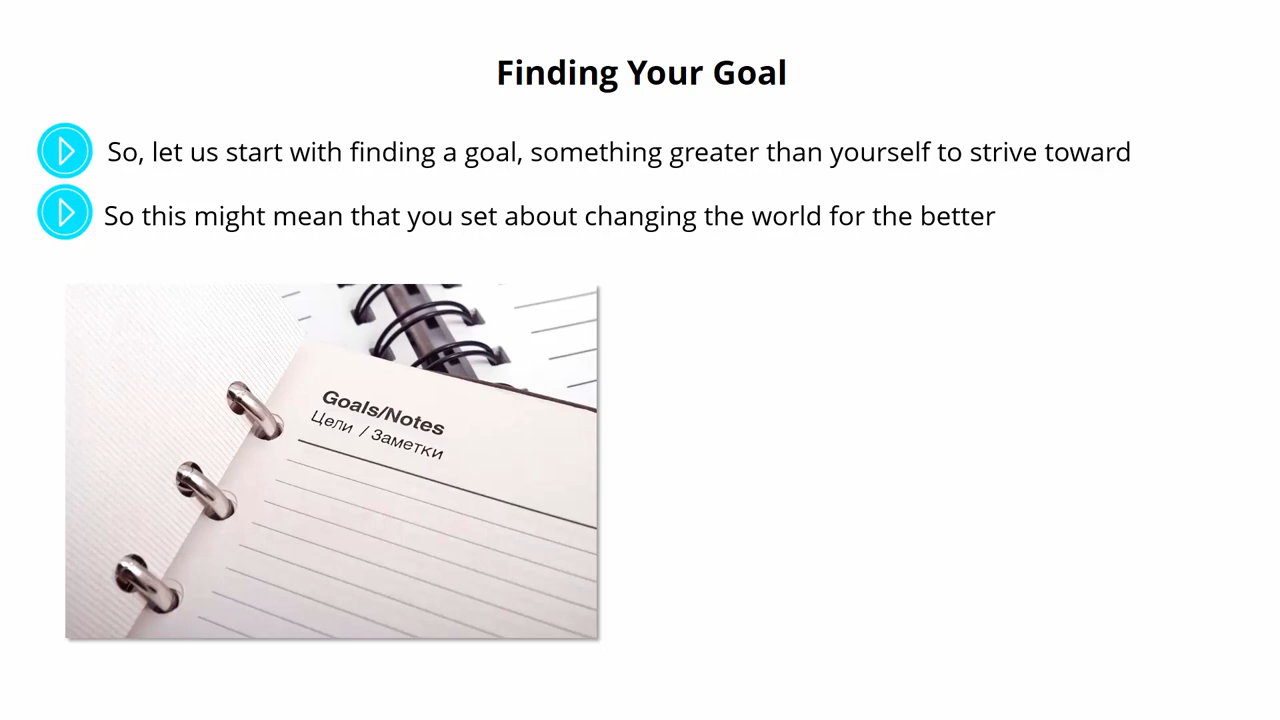 Finding Your Goal
So, let us start with finding a goal, something greater than yourself to strive toward
So this might mean that you set about changing the world for the better
Goals/Notes
Цели / Заметки